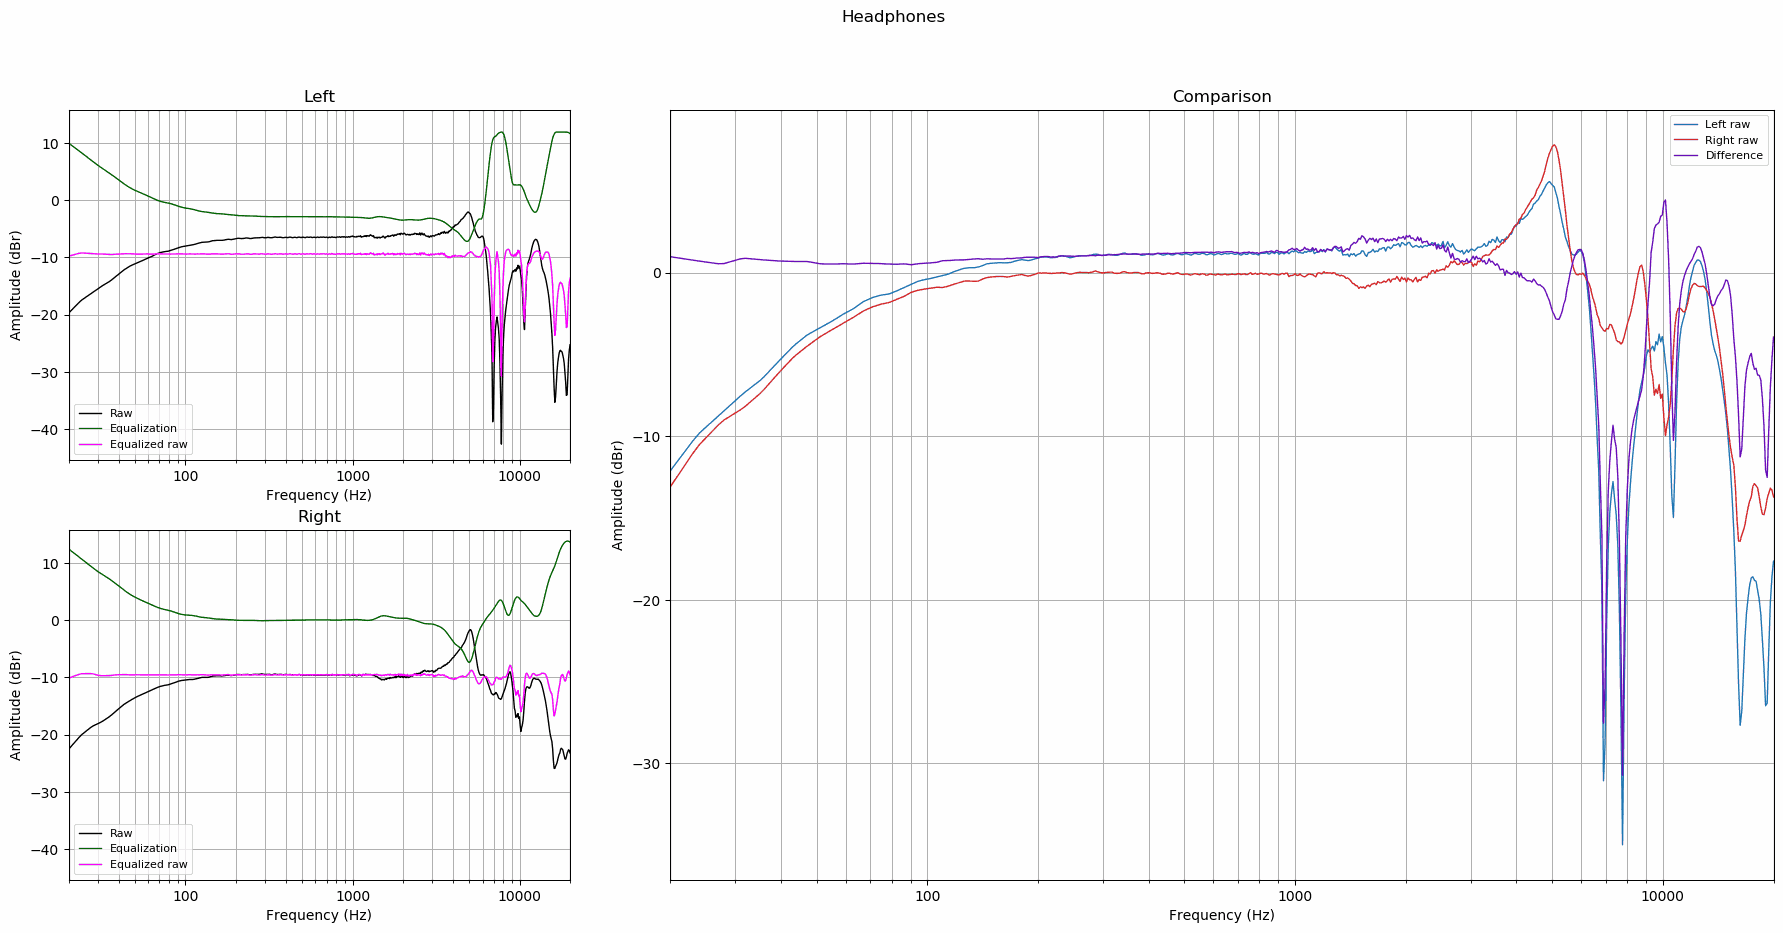 Headphones
Left
Amplitude (dBr)
10
0
−10
−20
−30
−40
Raw
Equalization
Equalized raw
100
1000
10000
Frequency (Hz)
Right
Amplitude (dBr)
10
0
−10
−20
−30
−40
Raw
Equalization
Equalized raw
100
1000
10000
Frequency (Hz)
Comparison
Amplitude (dBr)
0
−10
−20
−30
Left raw
Right raw
Difference
100
1000
10000
Frequency (Hz)